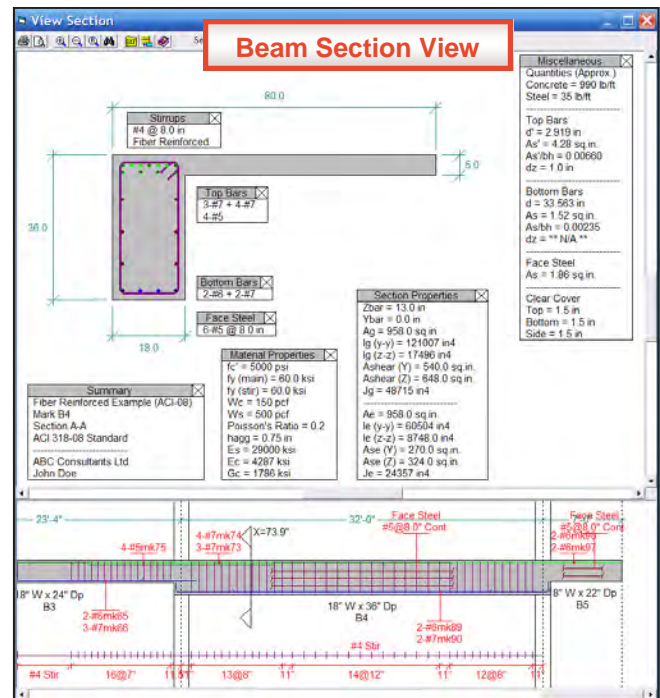 View Section
Beam Section View
80.0
Stirrups
#4 @ 8.0 in
Fiber Reinforced
5.0
36.0
18.0
Top Bars
3-#7 + 4-#7
4-#5
Bottom Bars
2-#6 + 2-#7
Face Steel
6-#5 @ 8.0 in
Miscellaneous
Quantities (Approx.)
Concrete = 990 lb/ft
Steel = 35 lb/ft
Top Bars
d' = 2.919 in
As' = 4.28 sq.in.
As'/bh = 0.00660
dz = 1.0 in
Bottom Bars
d = 33.563 in
As = 1.52 sq.in.
As/bh = 0.00235
dz = ** N/A **
Face Steel
As = 1.86 sq.in.
Clear Cover
Top = 1.5 in
Bottom = 1.5 in
Side = 1.5 in
Section Properties
Zbar = 13.0 in
Ybar = 0.0 in
Ag = 958.0 sq.in
Ig (y-y) = 121007 in4
Ig (z-z) = 17496 in4
Ashear (Y) = 540.0 sq.in
Ashear (Z) = 648.0 sq.in
Jg = 48715 in4
Ae = 958.0 sq.in
Ie (y-y) = 60504 in4
Ie (z-z) = 8748.0 in4
Ase (Y) = 270.0 sq.in
Ase (Z) = 324.0 sq.in
Je = 24357 in4
Material Properties
fc' = 5000 psi
fy (main) = 60.0 ksi
fy (stir) = 60.0 ksi
Wc = 150 pcf
Ws = 500 pcf
Poisson's Ratio = 0.2
hagg = 0.75 in
Es = 29000 ksi
Ec = 4287 ksi
Gc = 1786 ksi
Summary
Fiber Reinforced Example (ACI-08)
Mark B4
Section A-A
ACI 318-08 Standard
ABC Consultants Ltd
John Doe
23'-4"
32'-0"
4-#5mk75
4-#7mk74
3-#7mk73
X=73.9"
Face Steel
#5@8.0" Cont
Face Steel
#5@8.0" Cont
2-#6mk97
18" W x 24" Dp
B3
2-#6mk65
3-#7mk66
18" W x 36" Dp
B4
2-#6mk89
2-#7mk90
8" W x 22" Dp
B5
#4 Stir
#4 Stir
16@7"
13@8"
11"
14@12"
11"
12@8"
11"